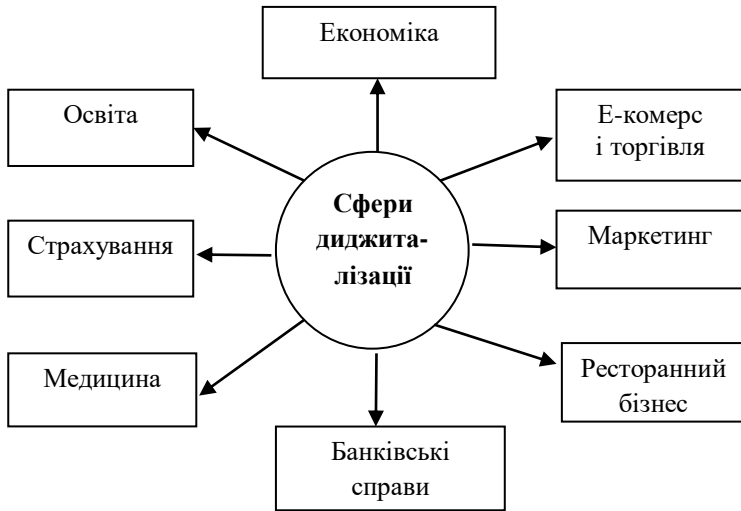 Економіка
Освіта
Е-комерс
і торгівля
Сфери
диджита-
лізації
Страхування
Маркетинг
Медицина
Ресторанний
бізнес
Банківські
справи